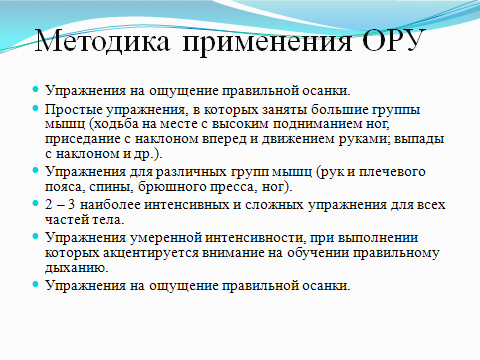 Методика применения ОРУ
Упражнения на ощущение правильной осанки.
Простые упражнения, в которых заняты большие группы
мышц (ходьба на месте с высоким подниманием ног,
приседание с наклоном вперед и движением руками; выпады
с наклоном и др.).
Упражнения для различных групп мышц (рук и плечевого
пояса, спины, брюшного пресса, ног).
2 – 3 наиболее интенсивных и сложных упражнения для всех
частей тела.
Упражнения умеренной интенсивности, при выполнении
которых акцентируется внимание на обучении правильному
дыханию.
Упражнения на ощущение правильной осанки.